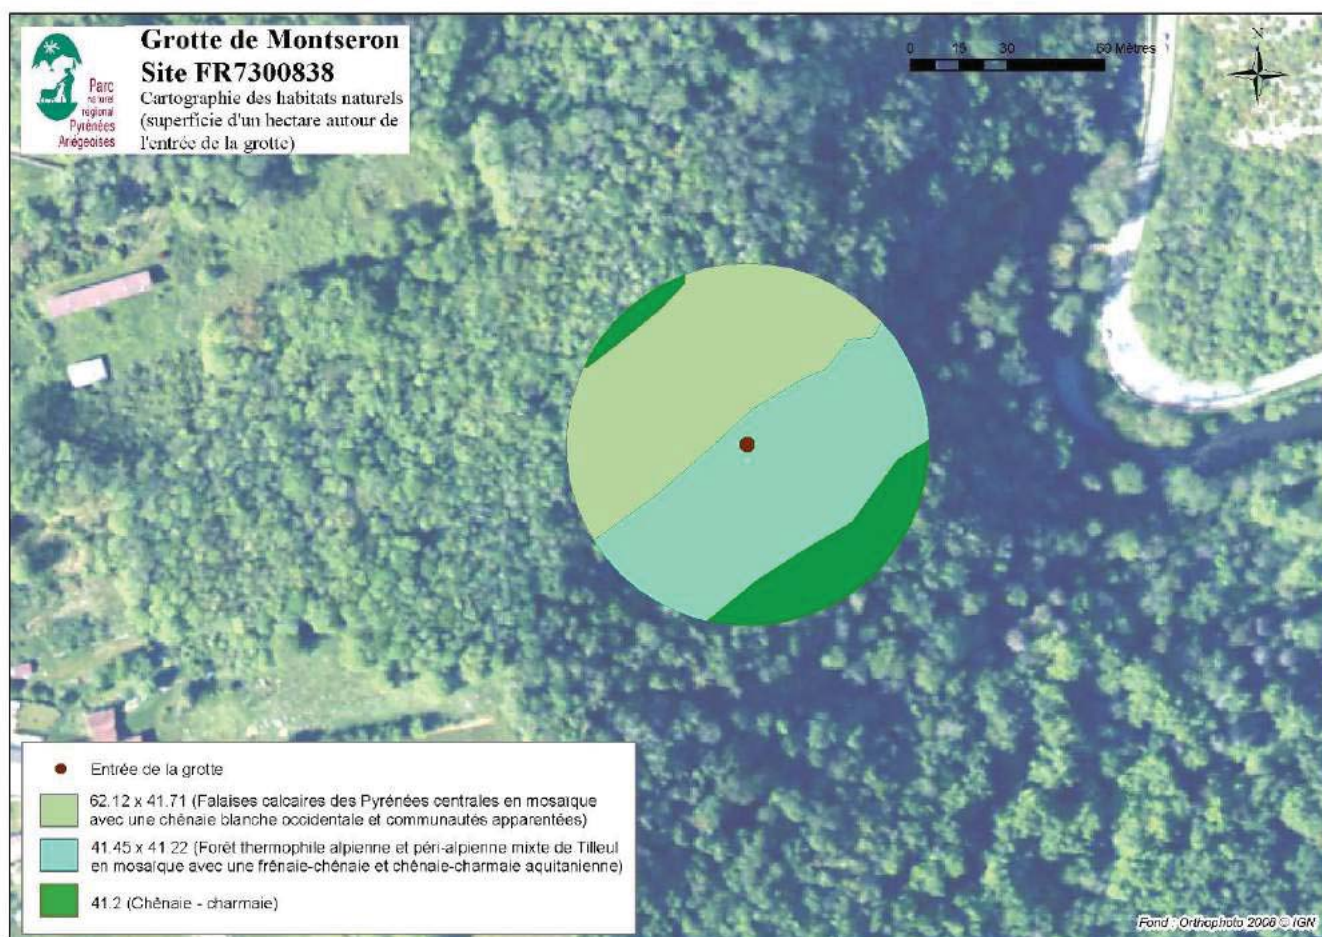 Grotte de Montseron
Site FR7300838
Cartographie des habitats naturels
(superficie d'un hectare autour de
l'entrée de la grotte)
Parc
naturel
régional
Pyrénées
Ariégeoises
0 15 30 60 Mètres
N
Entrée de la grotte
62.12 x 41.71 (Falaises calcaires des Pyrénées centrales en mosaïque
avec une chênaie blanche occidentale et communautés apparentées)
41.45 x 41.22 (Forêt thermophile alpienne et péri-alpienne mixte de Tilleul
en mosaïque avec une frênaie-chênaie et chênaie-charmaie aquitanienne)
41.2 (Chênaie - charmaie)
Fond : Orthophoto 2008 © IGN